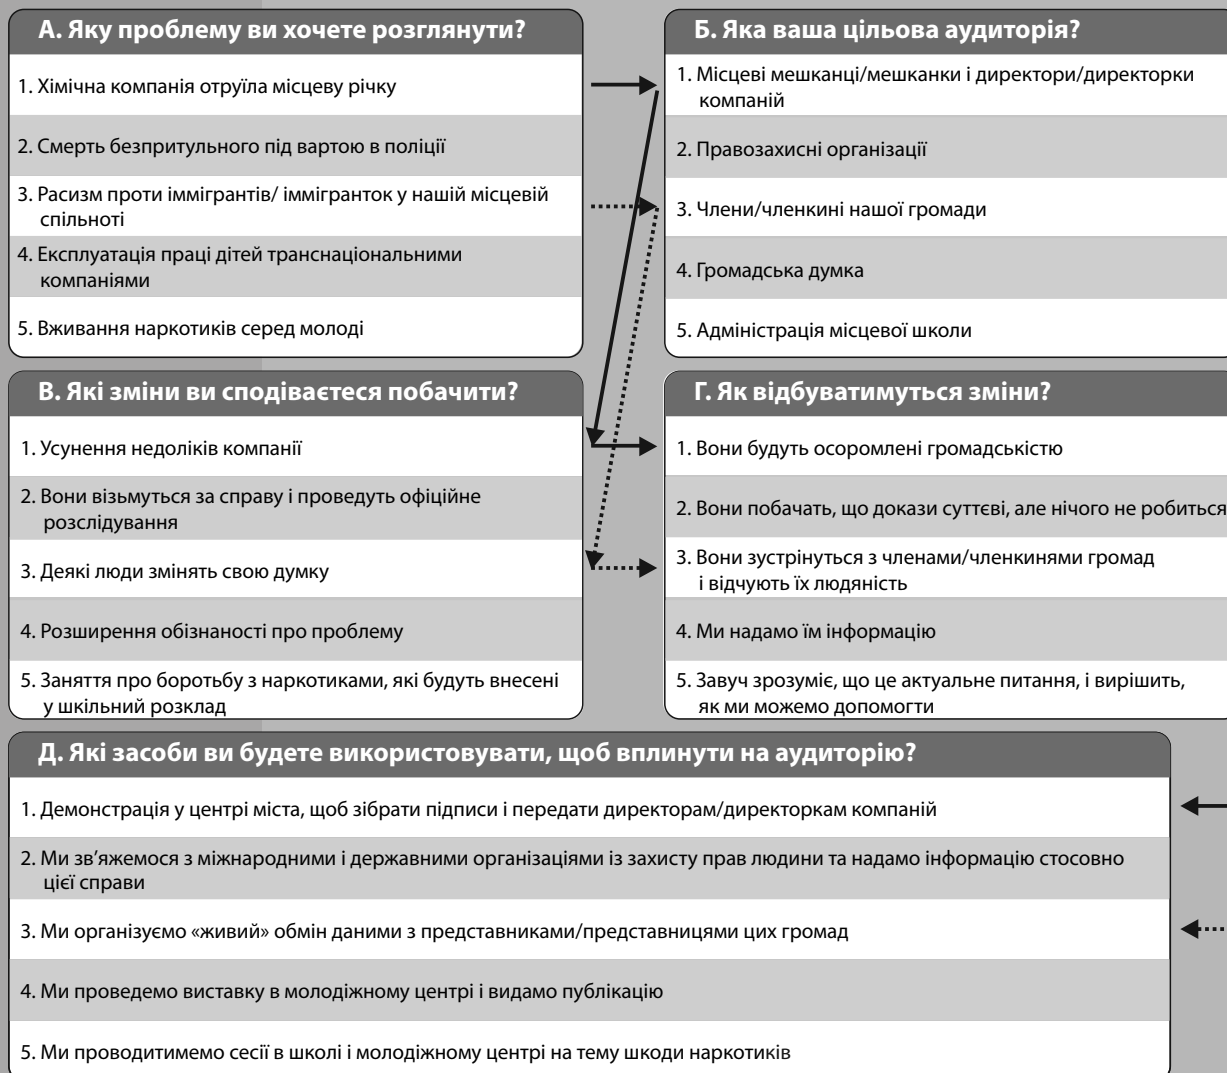 А. Яку проблему ви хочете розглянути?
1. Хімічна компанія отруїла місцеву річку
2. Смерть безпритульного під вартою в поліції
3. Расизм проти іммігрантів/ іммігранток у нашій місцевій
спільноті
4. Експлуатація праці дітей транснаціональними
компаніями
5. Вживання наркотиків серед молоді
Б. Яка ваша цільова аудиторія?
1. Місцеві мешканці/мешканки і директори/директорки
компаній
2. Правозахисні організації
3. Члени/членкині нашої громади
4. Громадська думка
5. Адміністрація місцевої школи
В. Які зміни ви сподіваєтеся побачити?
1. Усунення недоліків компанії
2. Вони візьмуться за справу і проведуть офіційне
розслідування
3. Деякі люди змінять свою думку
4. Розширення обізнаності про проблему
5. Заняття про боротьбу з наркотиками, які будуть внесені
у шкільний розклад
Г. Як відбуватимуться зміни?
1. Вони будуть осоромлені громадськістю
2. Вони побачать, що докази суттєві, але нічого не робиться
3. Вони зустрінуться з членами/членкинями громад
і відчують їх людяність
4. Ми надамо їм інформацію
5. Завуч зрозуміє, що це актуальне питання, і вирішить,
як ми можемо допомогти
Д. Які засоби ви будете використовувати, щоб вплинути на аудиторію?
1. Демонстрація у центрі міста, щоб зібрати підписи і передати директорам/директоркам компаній
2. Ми зв’яжемося з міжнародними і державними організаціями із захисту прав людини та надамо інформацію стосовно
цієї справи
3. Ми організуємо «живий» обмін даними з представниками/представницями цих громад
4. Ми проведемо виставку в молодіжному центрі і видамо публікацію
5. Ми проводитимемо сесії в школі і молодіжному центрі на тему шкоди наркотиків